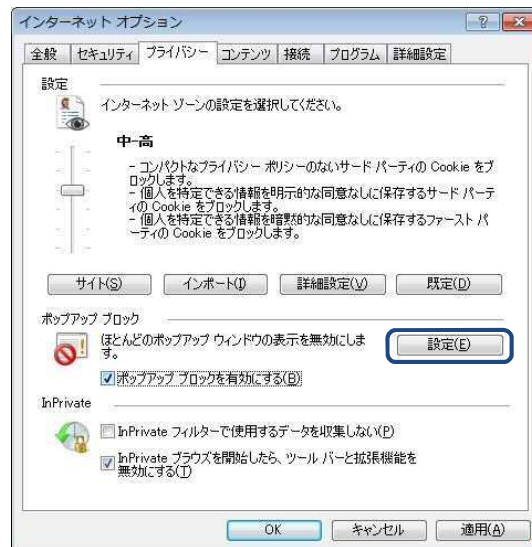 インターネット オプション
全般 セキュリティ プライバシー コンテンツ 接続 プログラム 詳細設定
設定
インターネット ゾーンの設定を選択してください。
中-高
- コンパクトなプライバシー ポリシーのないサード パーティの Cookie をブ
ロックします。
- 個人を特定できる情報を明示的な同意なしに保存するサード パーテ
ィの Cookie をブロックします。
- 個人を特定できる情報を暗黙的な同意なしに保存するファースト パ
ーティの Cookie をブロックします。
サイト(S) インポート(I) 詳細設定(V) 既定(D)
ポップアップ ブロック
ほとんどのポップアップ ウィンドウの表示を無効にしま
す。
設定(E)
ポップアップ ブロックを有効にする(B)
InPrivate
InPrivate フィルターで使用するデータを収集しない(P)
InPrivate ブラウズを開始したら、ツール バーと拡張機能を
無効にする(T)
OK キャンセル 適用(A)